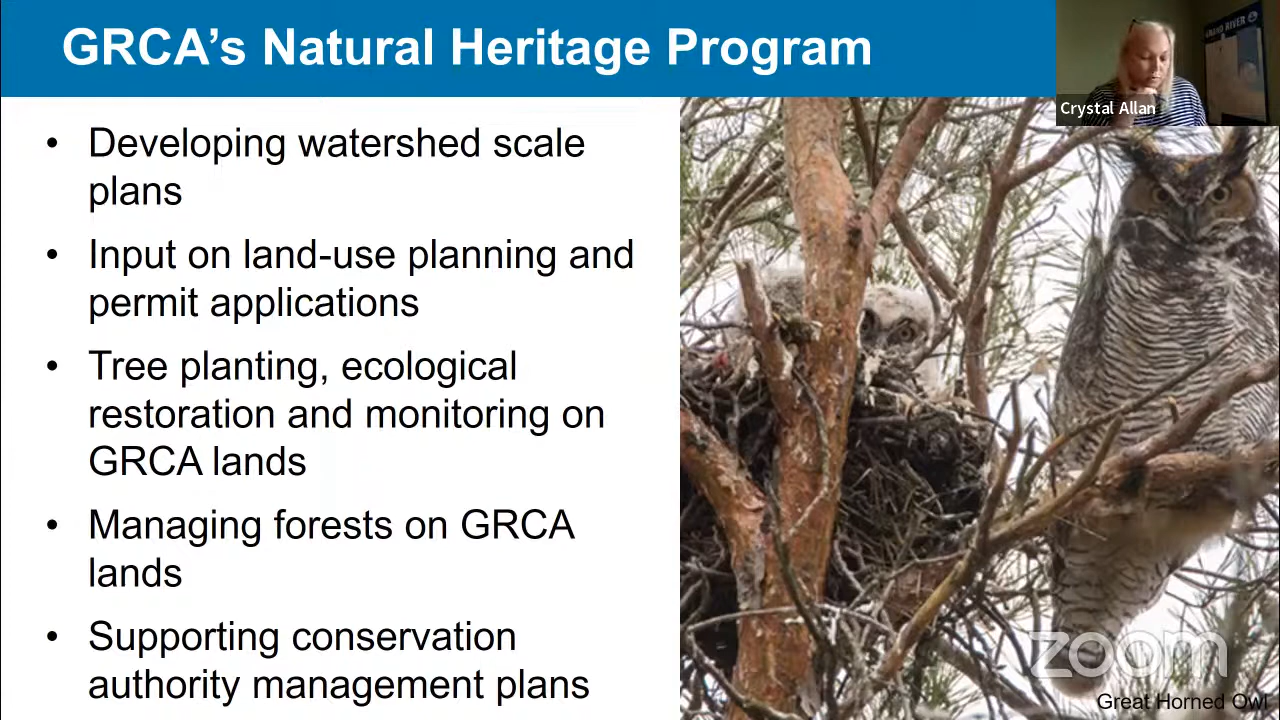 GRCA's Natural Heritage Program
GRAND RIVER
Crystal Allan
• Developing watershed scale
plans
• Input on land-use planning and
permit applications
• Tree planting, ecological
restoration and monitoring on
GRCA lands
• Managing forests on GRCA
lands
• Supporting conservation
authority management plans
zoom
Great Horned Owl